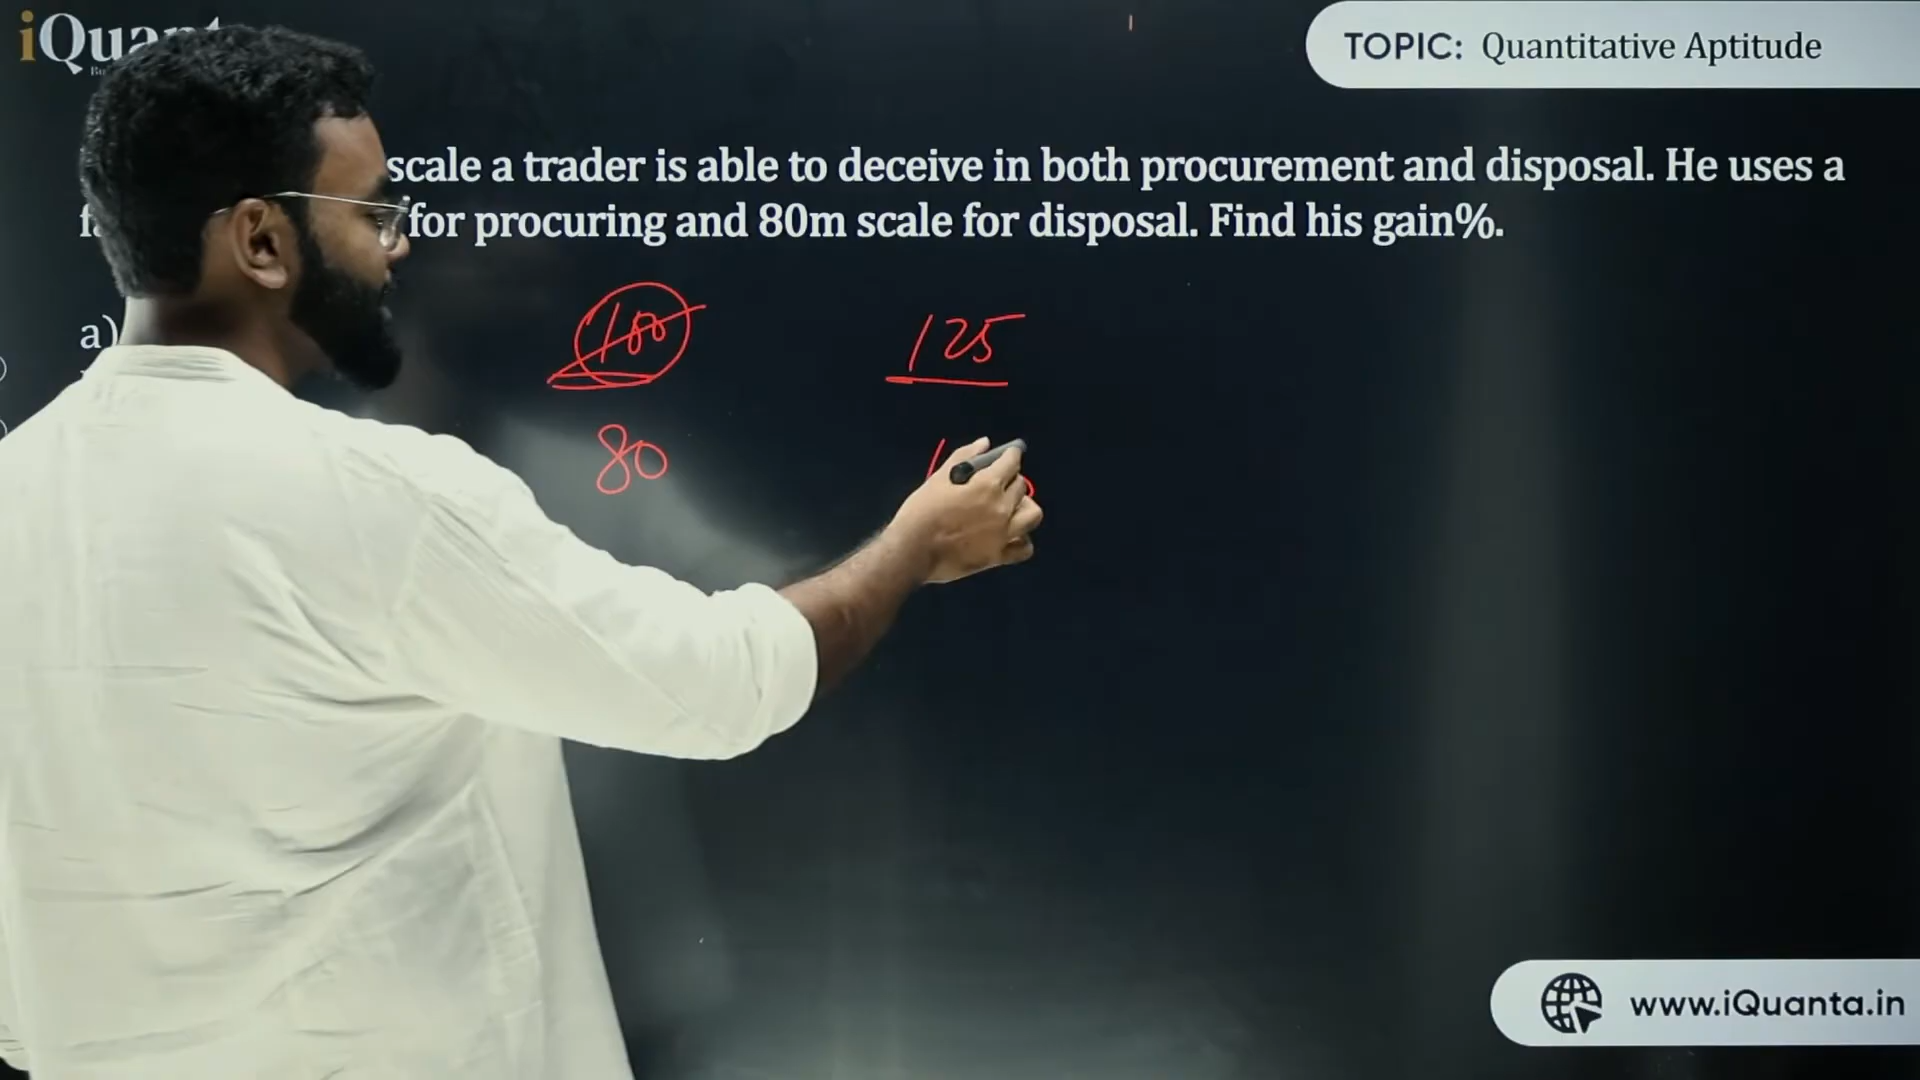 iQuant
TOPIC: Quantitative Aptitude
scale a trader is able to deceive in both procurement and disposal. He uses a
for procuring and 80m scale for disposal. Find his gain%.
a)
100
125
80
www.iQuanta.in